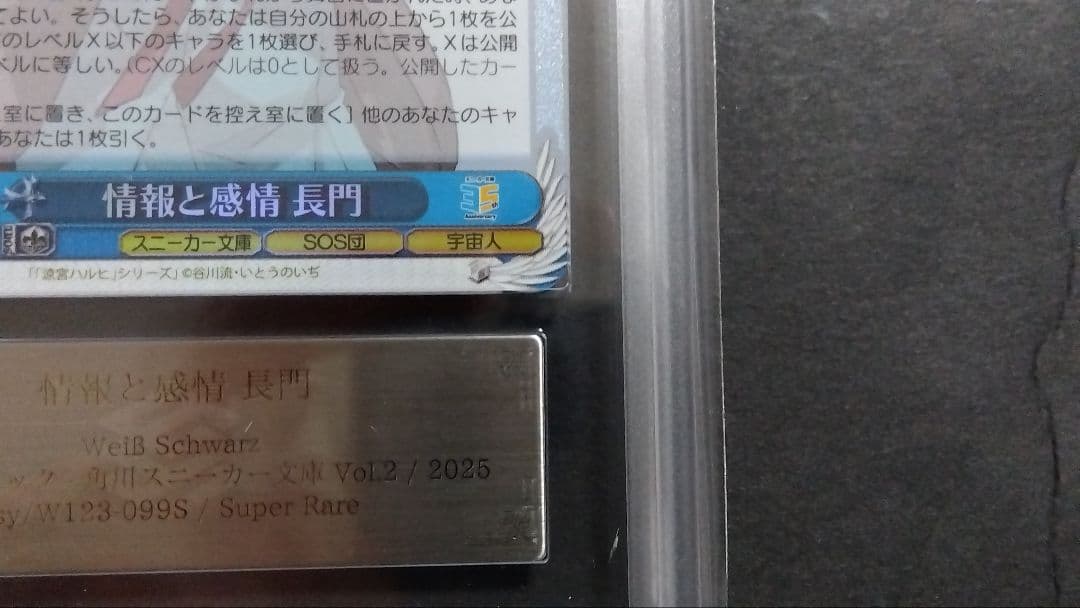 てよい。そうしたら、あなたは自分の山札の上から1枚を公
のレベルX以下のキャラを1枚選び、手札に戻す。Xは公開
ベルに等しい。(CXのレベルは0として扱う。公開したカー
室に置き、このカードを控え室に置く] 他のあなたのキャ
あなたは1枚引く。
情報と感情 長門
スニーカー文庫 SOS団 宇宙人
「「涼宮ハルヒ」シリーズ」 ©谷川流・いとうのいぢ
情報と感情 長門
Weiß Schwarz
ック 角川スニーカー文庫 Vol.2 / 2025
sy/W123-099S / Super Rare